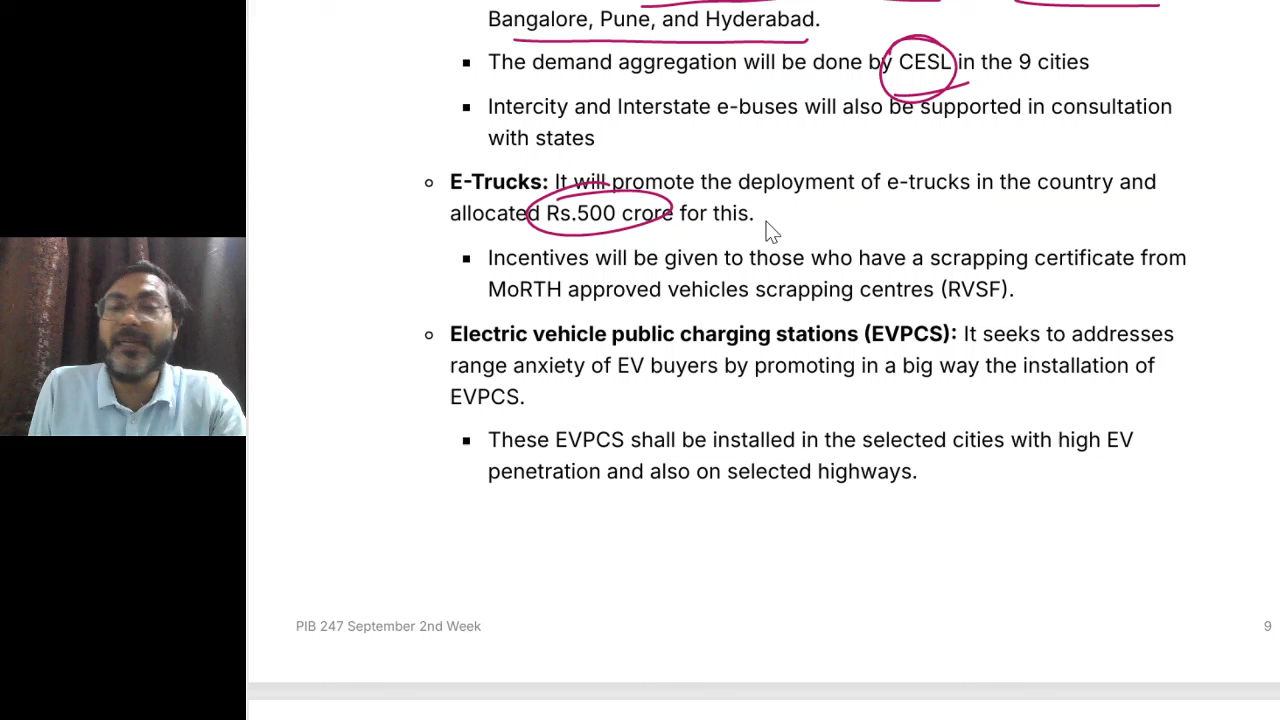 Bangalore, Pune, and Hyderabad.
▪ The demand aggregation will be done by CESL in the 9 cities
▪ Intercity and Interstate e-buses will also be supported in consultation
with states
○ E-Trucks: It will promote the deployment of e-trucks in the country and
allocated Rs.500 crore for this.
▪ Incentives will be given to those who have a scrapping certificate from
MoRTH approved vehicles scrapping centres (RVSF).
○ Electric vehicle public charging stations (EVPCS): It seeks to addresses
range anxiety of EV buyers by promoting in a big way the installation of
EVPCS.
▪ These EVPCS shall be installed in the selected cities with high EV
penetration and also on selected highways.
PIB 247 September 2nd Week
9